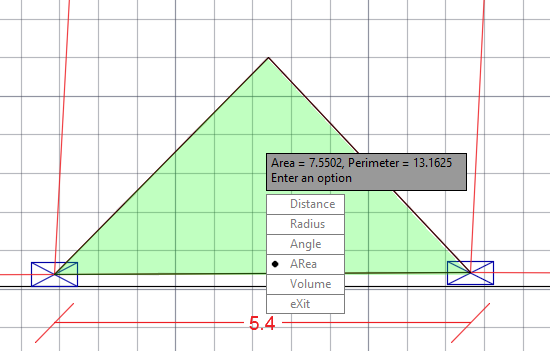 Area = 7.5502, Perimeter = 13.1625
Enter an option
Distance
Radius
Angle
ARea
Volume
eXit
5.4